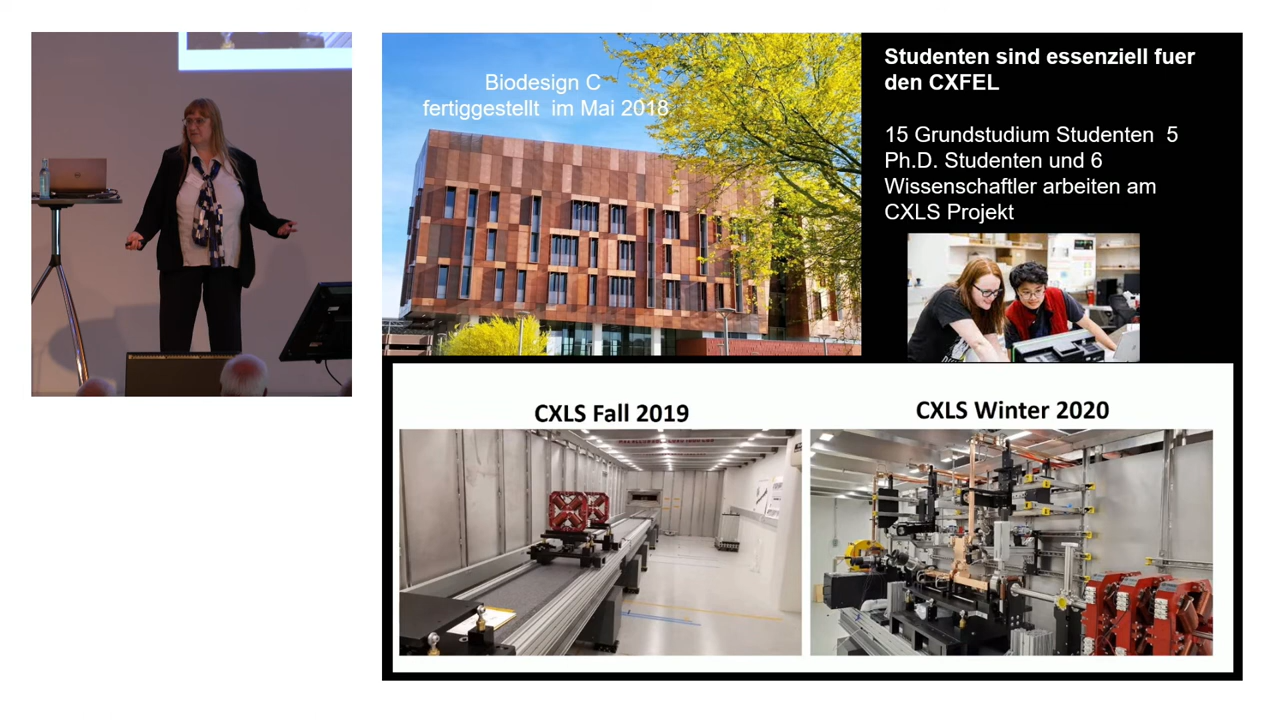 Biodesign C
fertiggestellt  im Mai 2018
Studenten sind essenziell fuer
den CXFEL
15 Grundstudium Studenten  5
Ph.D. Studenten und 6
Wissenschaftler arbeiten am
CXLS Projekt
CXLS Fall 2019
CXLS Winter 2020